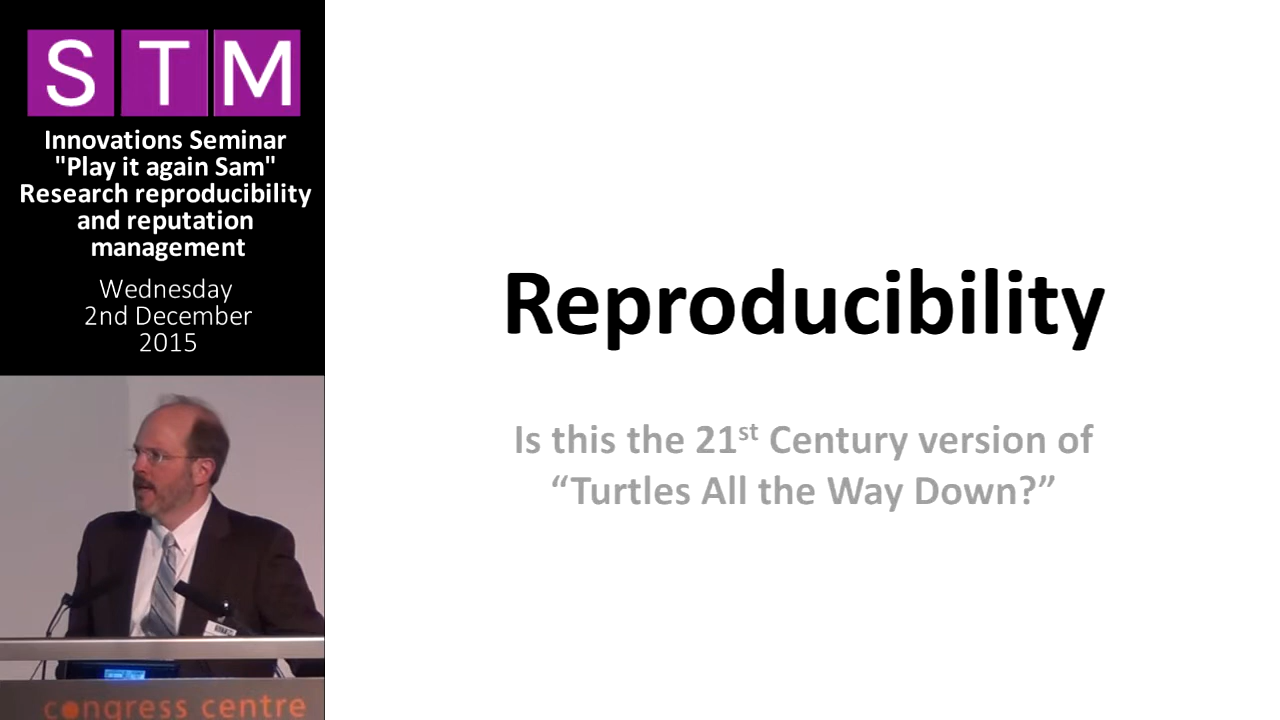 STM
Innovations Seminar
"Play it again Sam"
Research reproducibility
and reputation
management
Wednesday
2nd December
2015
Reproducibility
Is this the 21st Century version of
“Turtles All the Way Down?”
congress centre